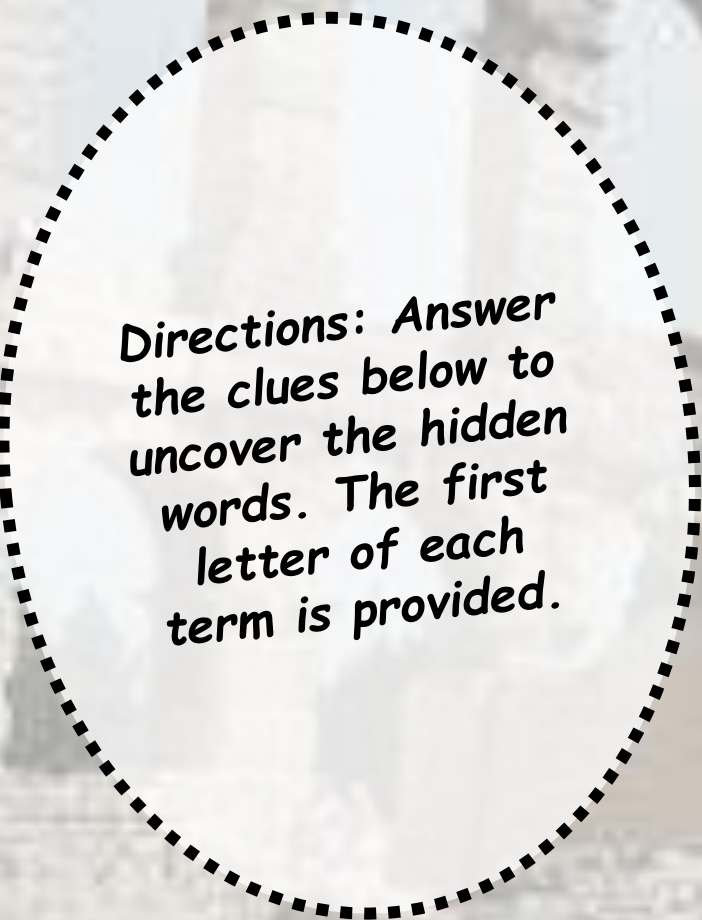 Directions: Answer
the clues below to
uncover the hidden
words. The first
letter of each
term is provided.